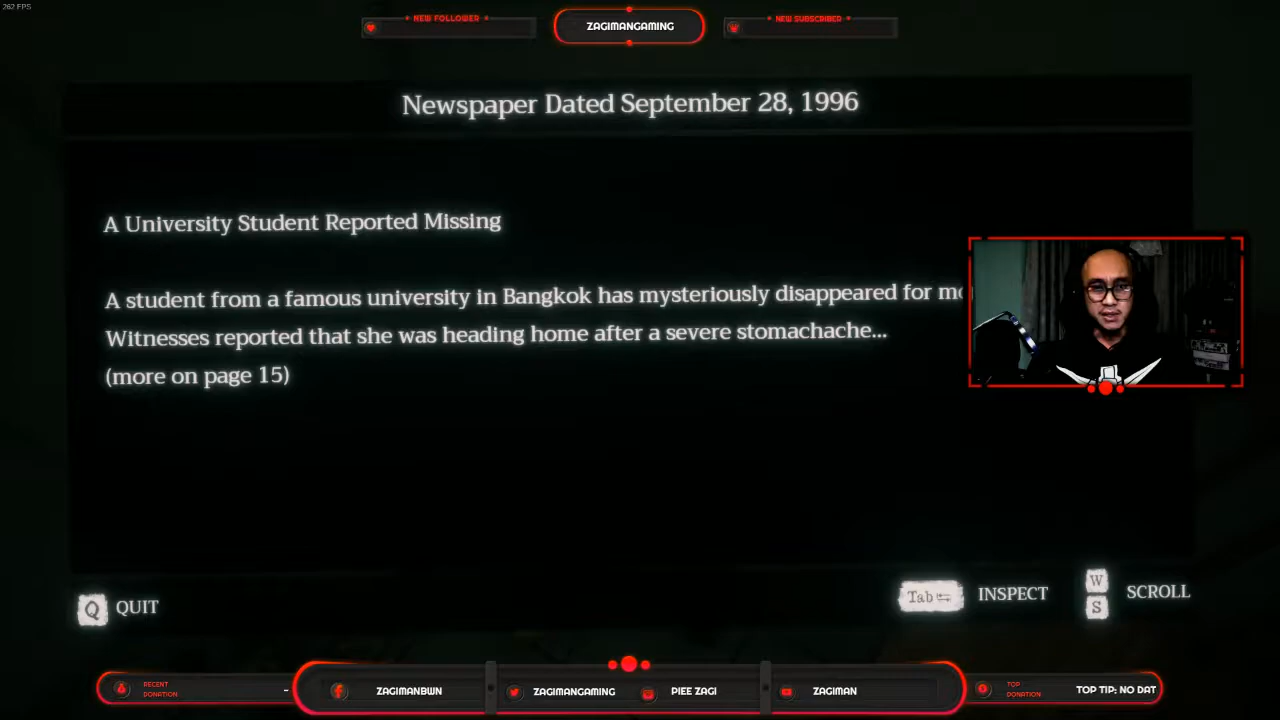 262 FPS
NEW FOLLOWER
ZAGIMANGAMING
NEW SUBSCRIBER
Newspaper Dated September 28, 1996
A University Student Reported Missing
A student from a famous university in Bangkok has mysteriously disappeared for
Witnesses reported that she was heading home after a severe stomachache...
(more on page 15)
Q QUIT
Tab INSPECT
W
S
SCROLL
RECENT
DONATION
-
ZAGIMANBWN
ZAGIMANGAMING
PIEE ZAGI
ZAGIMAN
TOP
DONATION
TOP TIP: NO DAT